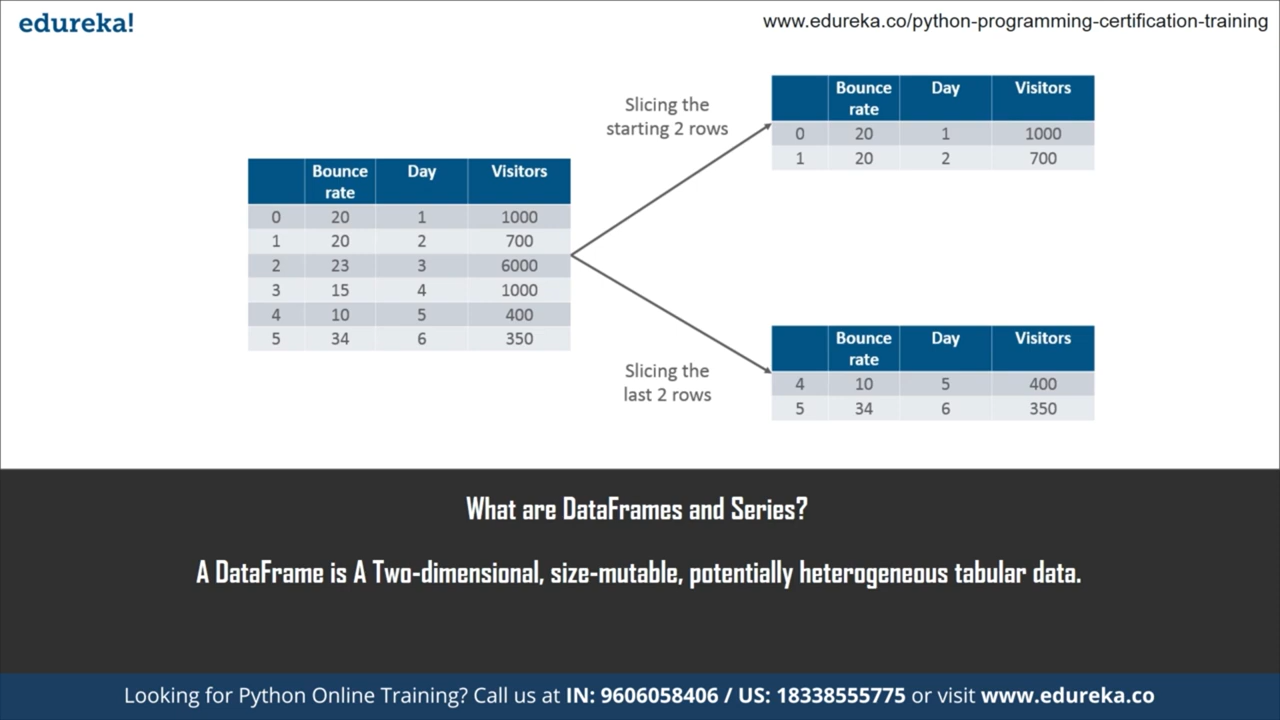 edureka!
www.edureka.co/python-programming-certification-training
Slicing the
starting 2 rows
Bounce rate Day Visitors
0 20 1 1000
1 20 2 700
Bounce rate Day Visitors
0 20 1 1000
1 20 2 700
2 23 3 6000
3 15 4 1000
4 10 5 400
5 34 6 350
Slicing the
last 2 rows
Bounce rate Day Visitors
4 10 5 400
5 34 6 350
What are DataFrames and Series?
A DataFrame is A Two-dimensional, size-mutable, potentially heterogeneous tabular data.
Looking for Python Online Training? Call us at IN: 9606058406 / US: 18338555775 or visit www.edureka.co